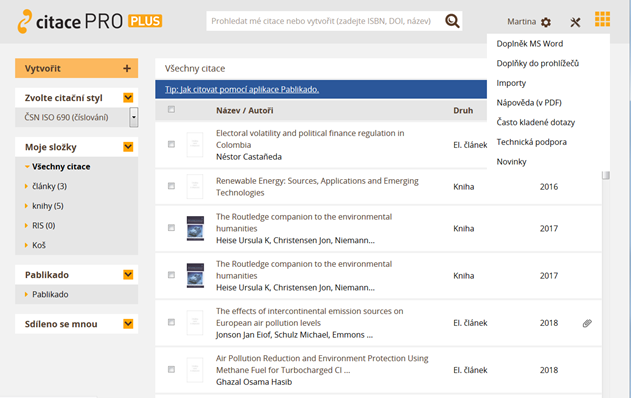 citace PRO PLUS
Prohledat mé citace nebo vytvořit (zadejte ISBN, DOI, název)
Martina
Doplněk MS Word
Doplňky do prohlížečů
Importy
Nápověda (v PDF)
Často kladené dotazy
Technická podpora
Novinky
Vytvořit +
Zvolte citační styl
ČSN ISO 690 (číslování)
Moje složky
Všechny citace
články (3)
knihy (5)
RIS (0)
Koš
Pablikado
Pablikado
Sdíleno se mnou
Všechny citace
Tip: Jak citovat pomocí aplikace Pablikado.
Název / Autoři Druh
Electoral volatility and political finance regulation in
Colombia
Néstor Castañeda
El. článek
Renewable Energy: Sources, Applications and Emerging
Technologies
Kniha 2016
The Routledge companion to the environmental
humanities
Heise Ursula K, Christensen Jon, Niemann...
Kniha 2017
The Routledge companion to the environmental
humanities
Heise Ursula K, Christensen Jon, Niemann...
Kniha 2017
The effects of intercontinental emission sources on
European air pollution levels
Jonson Jan Eiof, Schulz Michael, Emmons ...
El. článek 2018
Air Pollution Reduction and Environment Protection Using
Methane Fuel for Turbocharged CI ...
Ghazal Osama Hasib
El. článek 2018